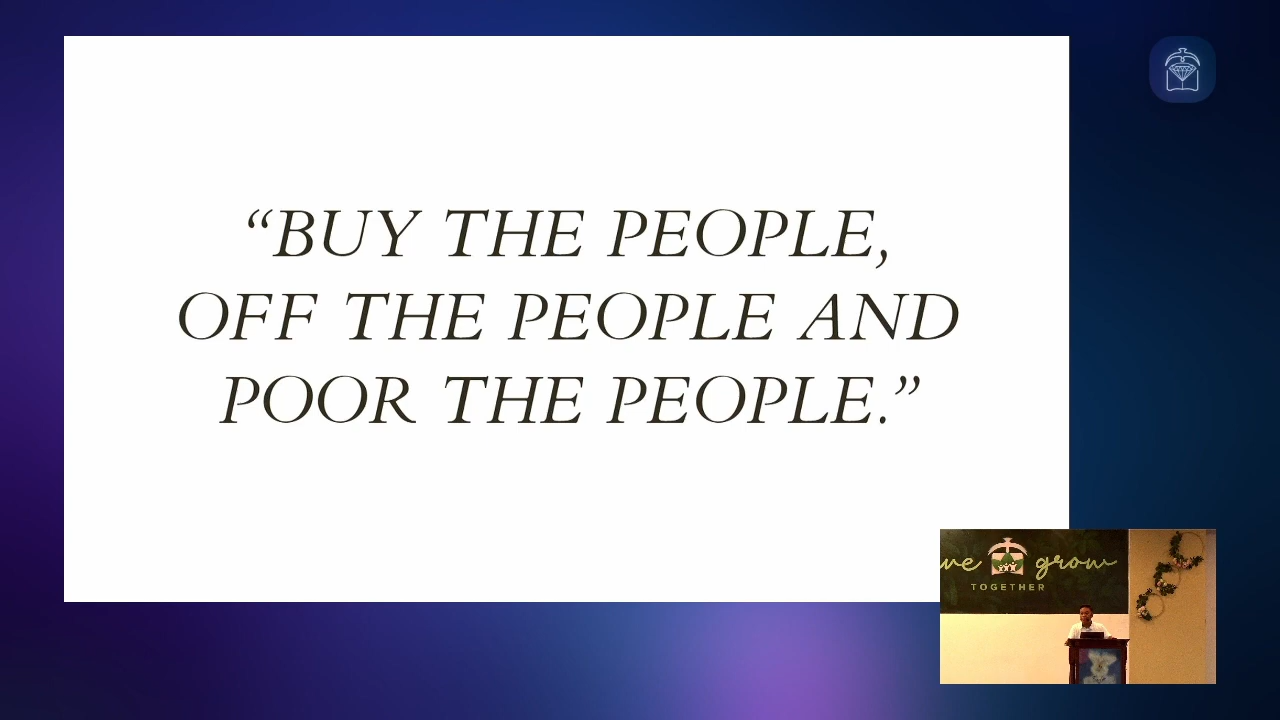 “BUY THE PEOPLE,
OFF THE PEOPLE AND
POOR THE PEOPLE.”
we grow
TOGETHER